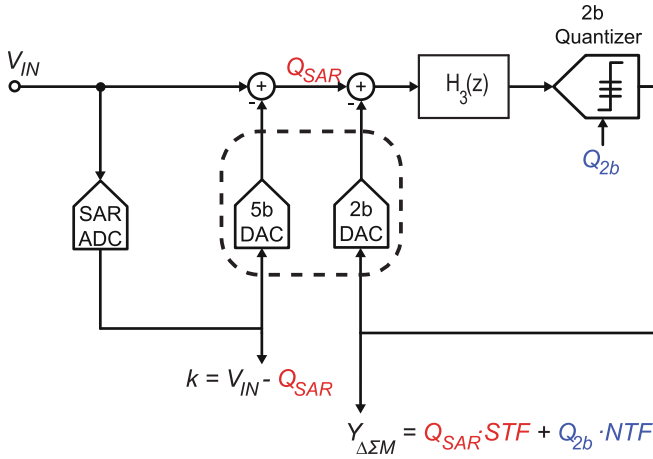 2b
Quantizer
V_IN
Q_SAR
+
-
+
-
H_3(z)
Q_2b
SAR
ADC
5b
DAC
2b
DAC
k = V_IN - Q_SAR
Y_ΔΣM = Q_SAR·STF + Q_2b·NTF